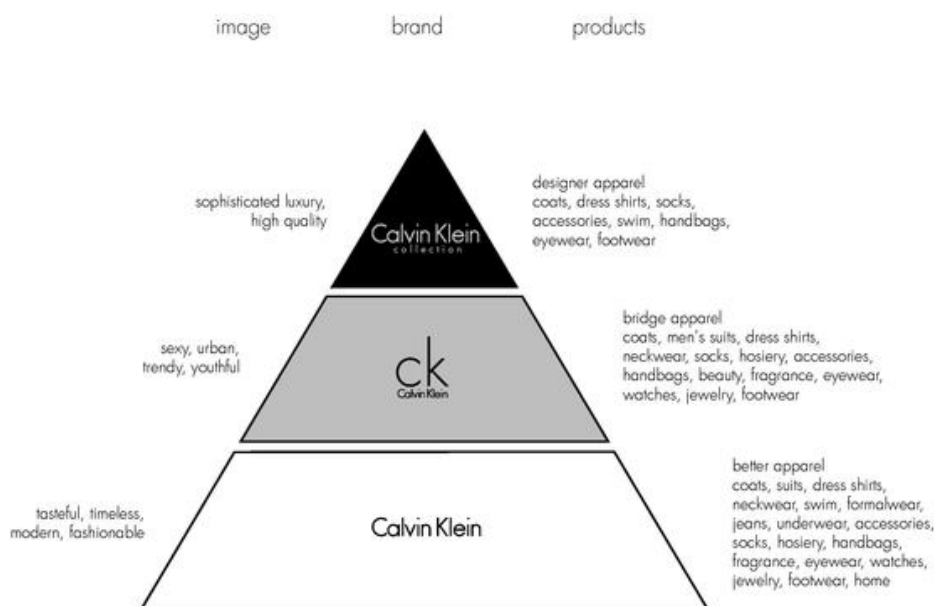 image brand products
sophisticated luxury,
high quality
Calvin Klein
collection
designer apparel
coats, dress shirts, socks,
accessories, swim, handbags,
eyewear, footwear
sexy, urban,
trendy, youthful
ck
Calvin Klein
bridge apparel
coats, men's suits, dress shirts,
neckwear, socks, hosiery, accessories,
handbags, beauty, fragrance, eyewear,
watches, jewelry, footwear
tasteful, timeless,
modern, fashionable
Calvin Klein
better apparel
coats, suits, dress shirts,
neckwear, swim, formalwear,
jeans, underwear, accessories,
socks, hosiery, handbags,
fragrance, eyewear, watches,
jewelry, footwear, home